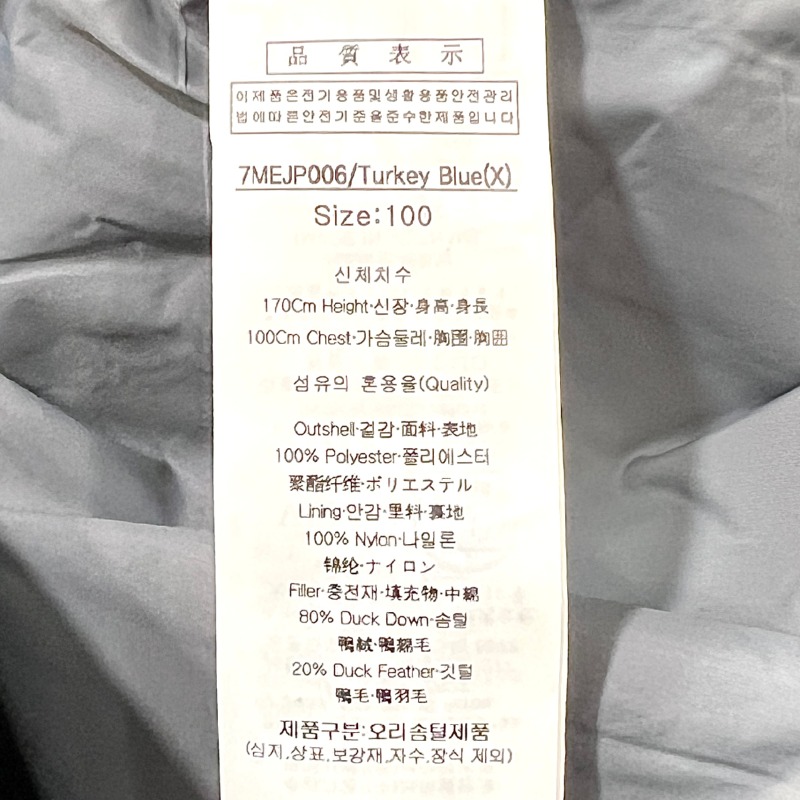 品質表示
이제품은전기용품및생활용품안전관리
법에따른안전기준을준수한제품입니다
7MEJP006/Turkey Blue(X)
Size:100
신체치수
170Cm Height·신장·身高·身長
100Cm Chest·가슴둘레·胸圍·胸囲
섬유의 혼용율(Quality)
Outshell·겉감·面料·表地
100% Polyester·폴리에스터
聚酯纤维·ポリエステル
Lining·안감·里料·裏地
100% Nylon·나일론
锦纶·ナイロン
Filler·충전재·填充物·中綿
80% Duck Down·솜털
鴨絨·鴨綿毛
20% Duck Feather·깃털
鴨毛·鴨羽毛
제품구분:오리솜털제품
(심지,상표,보강재,자수,장식 제외)